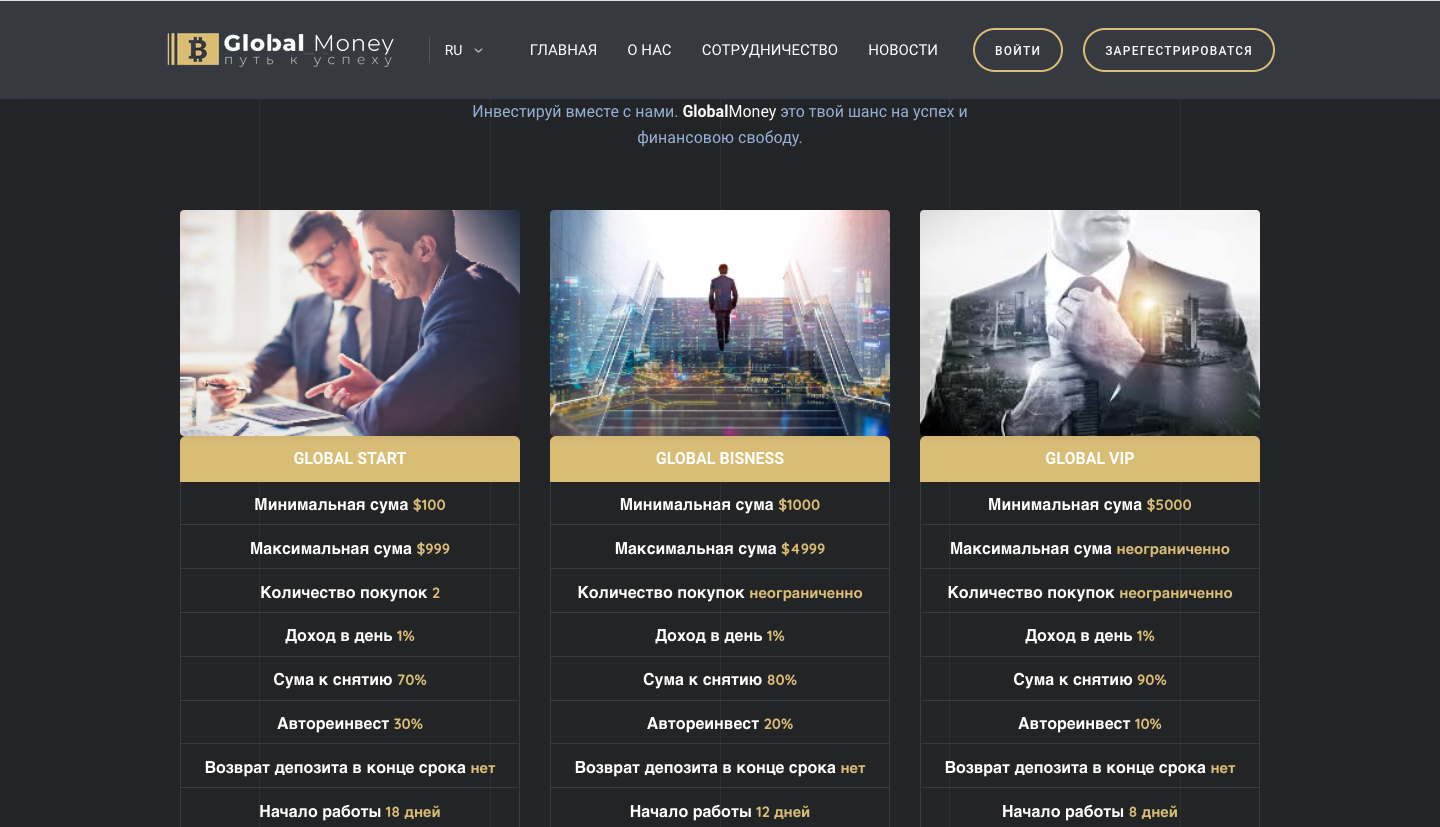 Global Money
путь к успеху
RU
ГЛАВНАЯ
О НАС
СОТРУДНИЧЕСТВО
НОВОСТИ
ВОЙТИ
ЗАРЕГЕСТРИРОВАТСЯ
Инвестируй вместе с нами. GlobalMoney это твой шанс на успех и
финансовою свободу.
GLOBAL START
Минимальная сума $100
Максимальная сума $999
Количество покупок 2
Доход в день 1%
Сума к снятию 70%
Автореинвест 30%
Возврат депозита в конце срока нет
Начало работы 18 дней
GLOBAL BISNESS
Минимальная сума $1000
Максимальная сума $4999
Количество покупок неограниченно
Доход в день 1%
Сума к снятию 80%
Автореинвест 20%
Возврат депозита в конце срока нет
Начало работы 12 дней
GLOBAL VIP
Минимальная сума $5000
Максимальная сума неограниченно
Количество покупок неограниченно
Доход в день 1%
Сума к снятию 90%
Автореинвест 10%
Возврат депозита в конце срока нет
Начало работы 8 дней